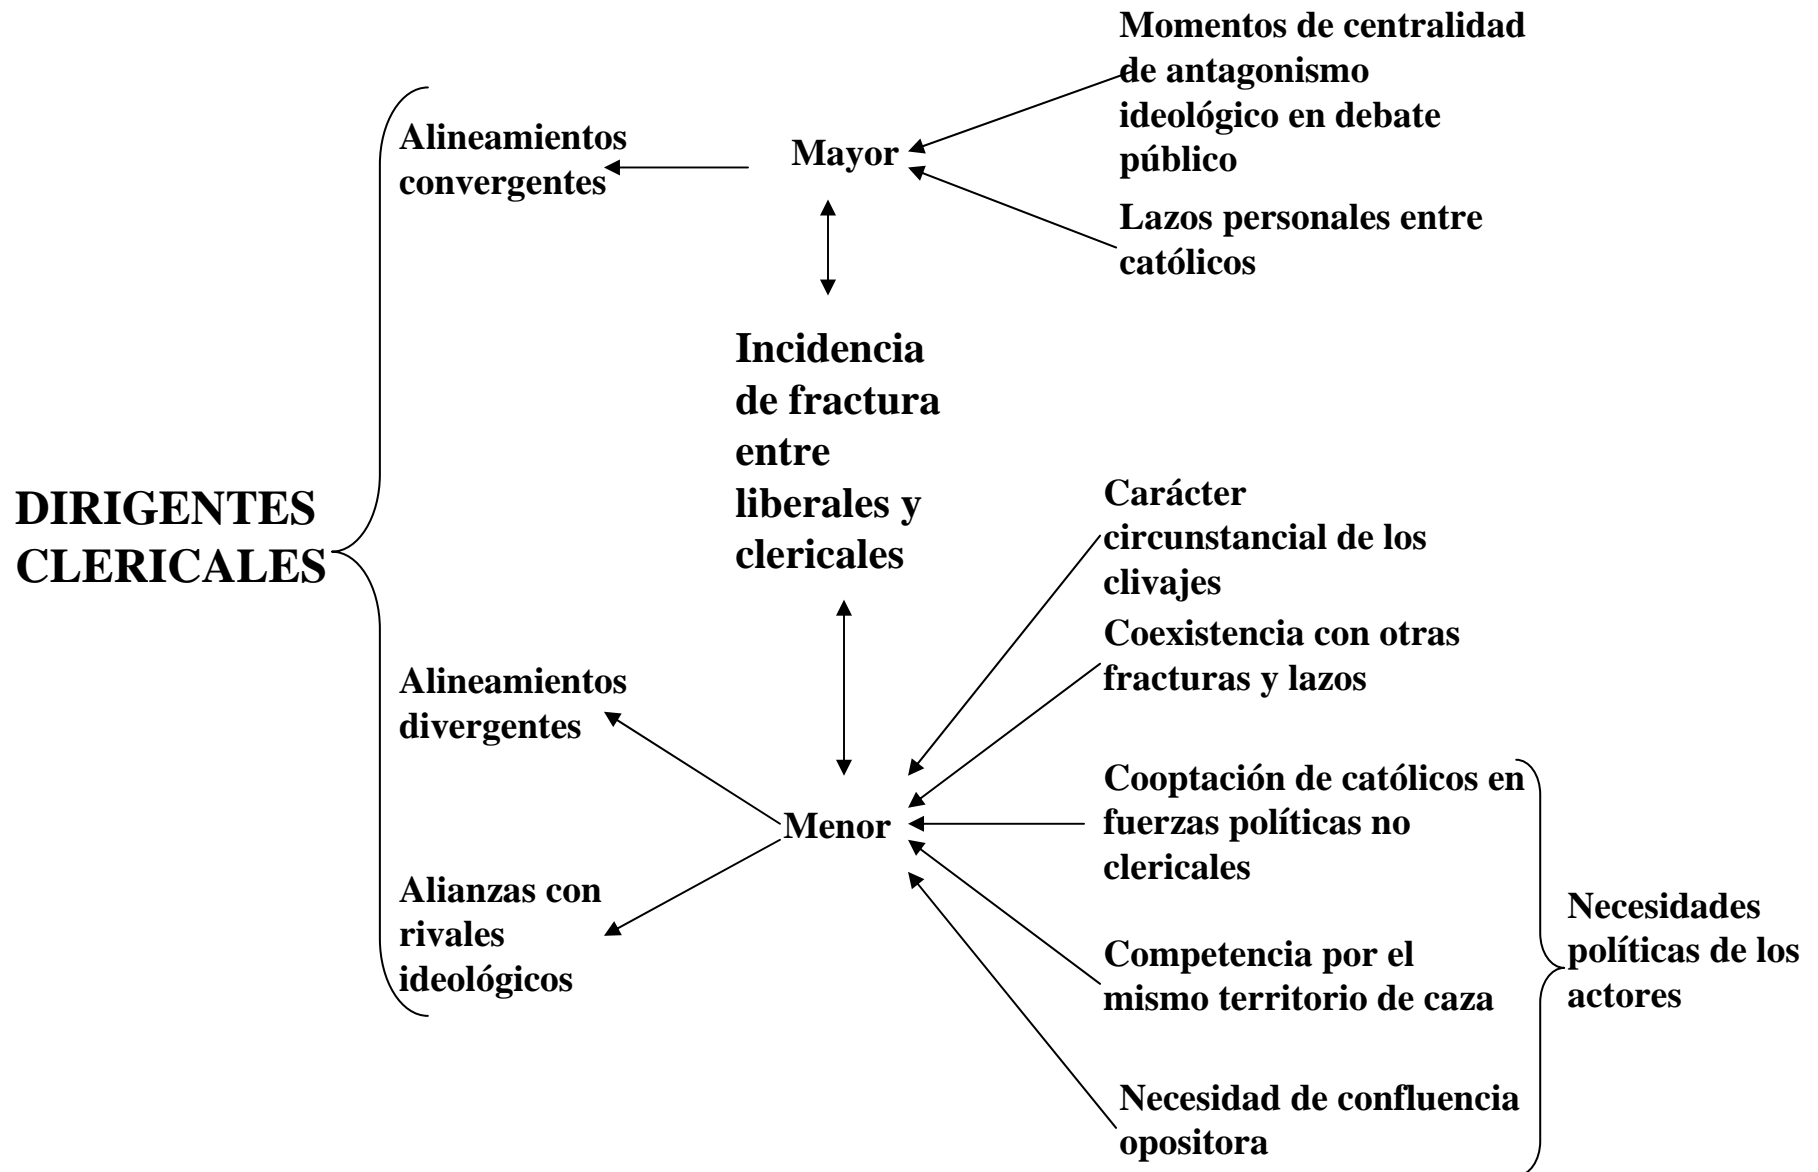 DIRIGENTES
CLERICALES
Alineamientos
convergentes
Alineamientos
divergentes
Alianzas con
rivales
ideológicos
Mayor
Incidencia
de fractura
entre
liberales y
clericales
Menor
Momentos de centralidad
de antagonismo
ideológico en debate
público
Lazos personales entre
católicos
Carácter
circunstancial de los
clivajes
Coexistencia con otras
fracturas y lazos
Cooptación de católicos en
fuerzas políticas no
clericales
Competencia por el
mismo territorio de caza
Necesidad de confluencia
opositora
Necesidades
políticas de los
actores